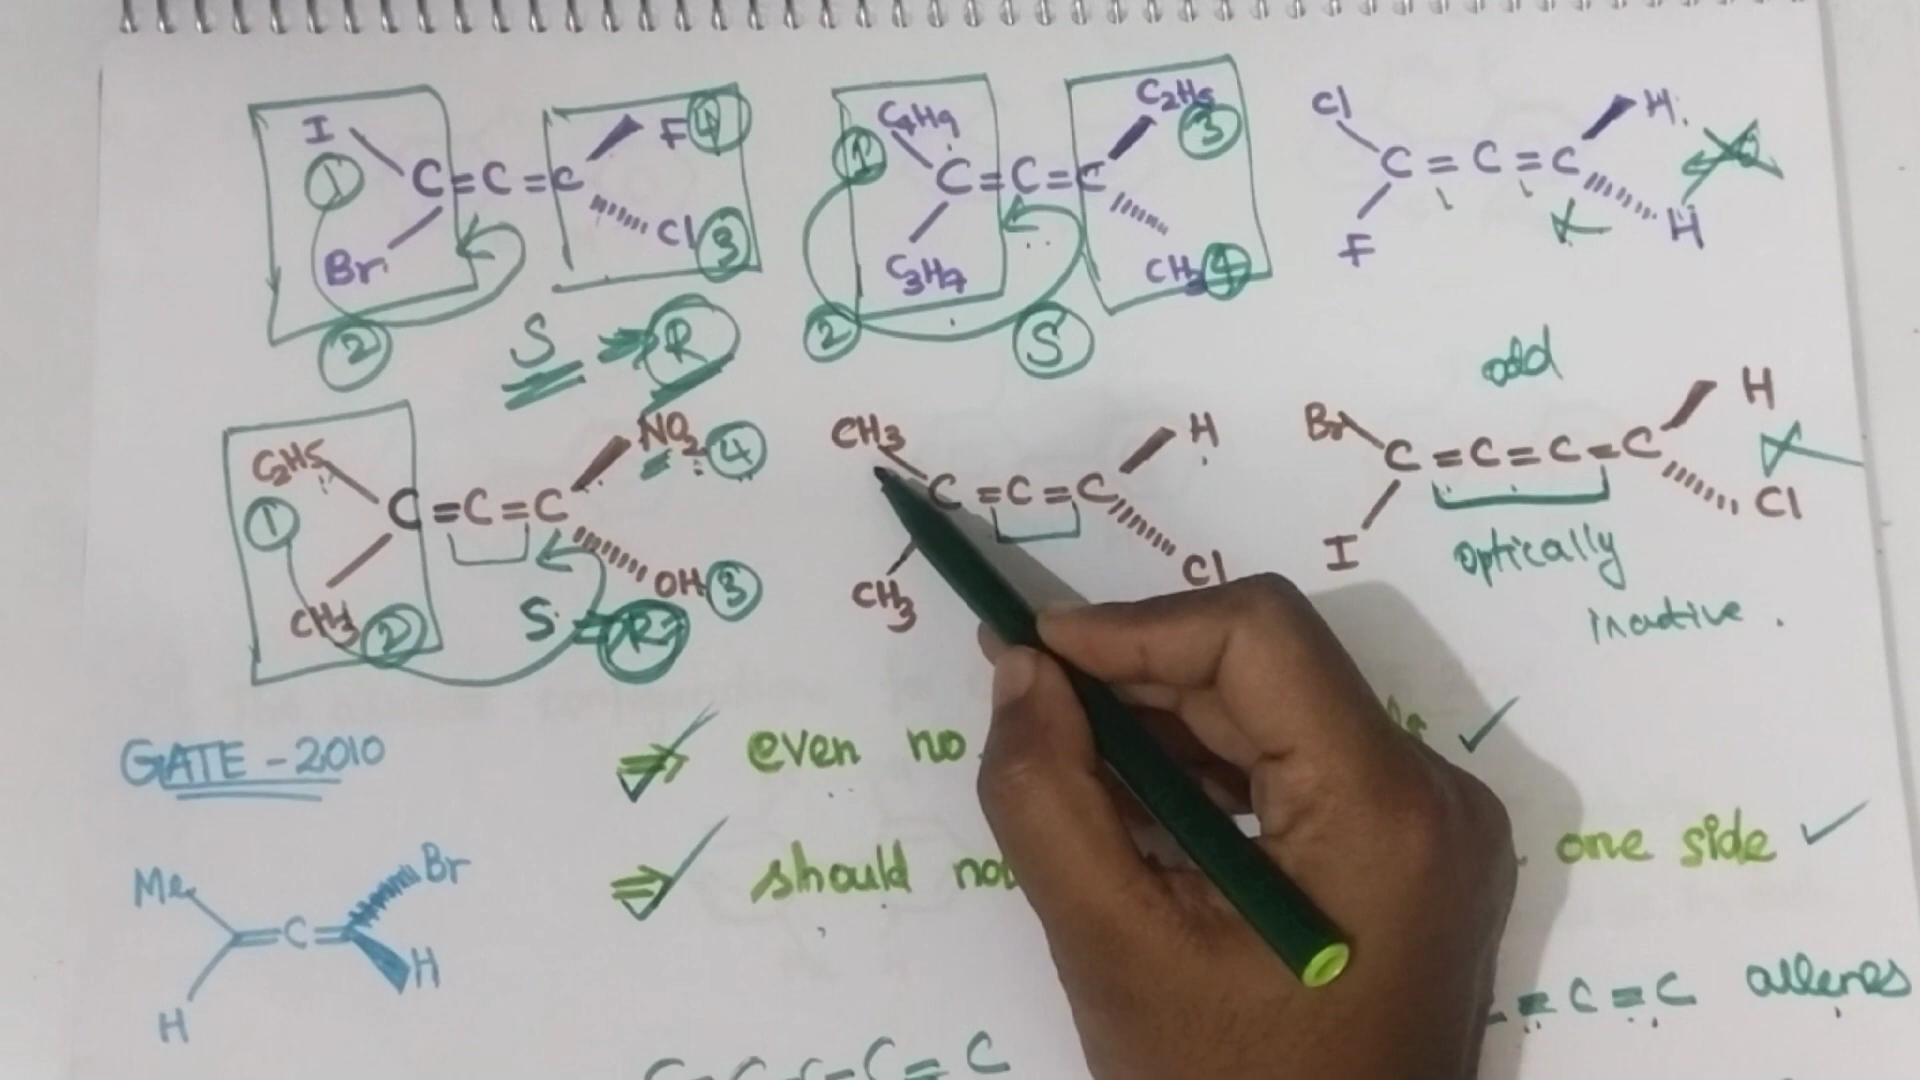 I
C=C=C
F 4
1
Br
Cl 3
2
S R
C4H9
C2H5
1
C=C=C
3
C3H7
CH3 4
2
S
Cl
H
C=C=C
F
H
C2H5
NO2 4
1
C=C=C
CH3 2
OH 3
S R
CH3
H
C=C=C
CH3
Cl
odd
Br
H
C=C=C=C
I
Cl
optically
inactive.
GATE-2010
Me
Br
C
H
H
even no.
should not
one side
=C=C allenes